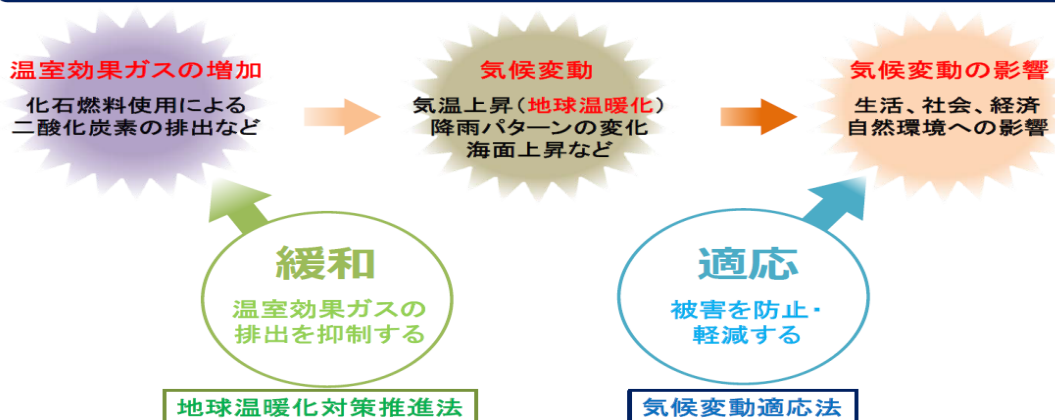 温室効果ガスの増加
化石燃料使用による
二酸化炭素の排出など
気候変動
気温上昇(地球温暖化)
降雨パターンの変化
海面上昇など
気候変動の影響
生活、社会、経済
自然環境への影響
緩和
温室効果ガスの
排出を抑制する
適応
被害を防止・
軽減する
地球温暖化対策推進法
気候変動適応法